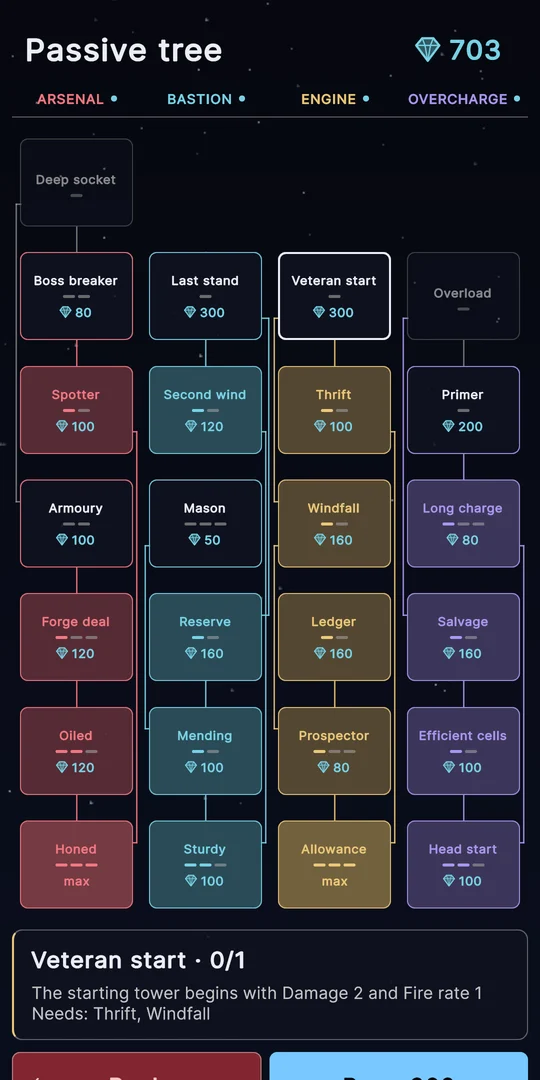 Passive tree
703
ARSENAL
BASTION
ENGINE
OVERCHARGE
Deep socket
Boss breaker
80
Last stand
300
Veteran start
300
Overload
Spotter
100
Second wind
120
Thrift
100
Primer
200
Armoury
100
Mason
50
Windfall
160
Long charge
80
Forge deal
120
Reserve
160
Ledger
160
Salvage
160
Oiled
120
Mending
100
Prospector
80
Efficient cells
100
Honed
max
Sturdy
100
Allowance
max
Head start
100
Veteran start · 0/1
The starting tower begins with Damage 2 and Fire rate 1
Needs: Thrift, Windfall